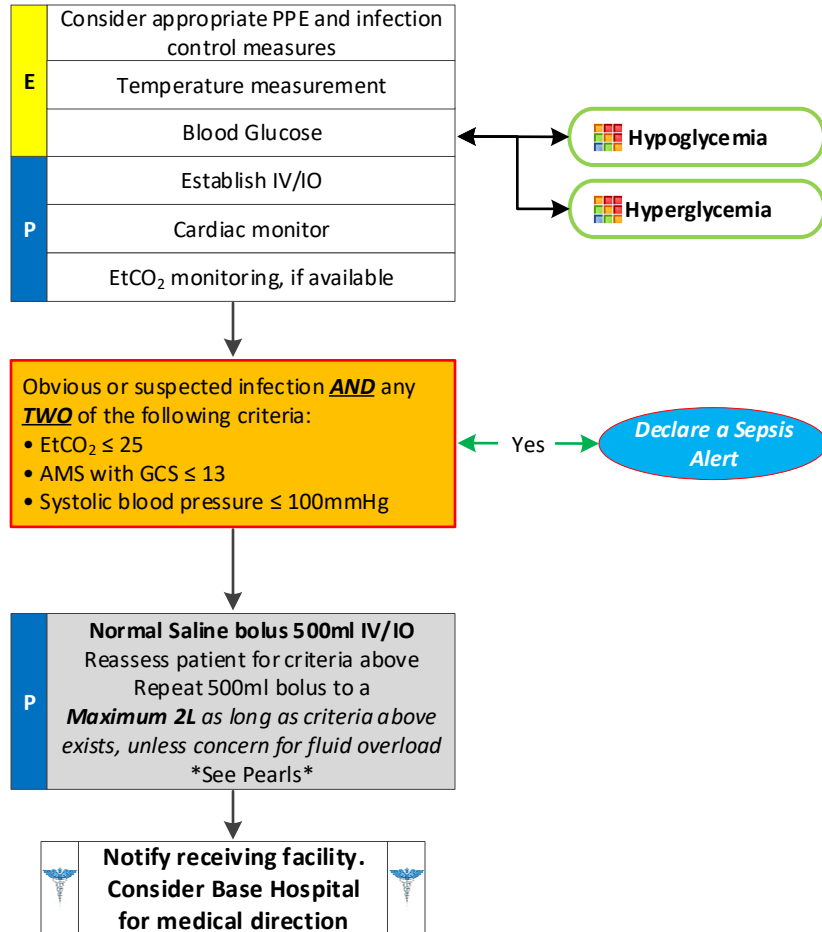 Consider appropriate PPE and infection
control measures
E
Temperature measurement
Blood Glucose
Hypoglycemia
Hyperglycemia
Establish IV/IO
P
Cardiac monitor
EtCO₂ monitoring, if available
Obvious or suspected infection AND any
TWO of the following criteria:
• EtCO₂ ≤ 25
• AMS with GCS ≤ 13
• Systolic blood pressure ≤ 100mmHg
Yes
Declare a Sepsis
Alert
P
Normal Saline bolus 500ml IV/IO
Reassess patient for criteria above
Repeat 500ml bolus to a
Maximum 2L as long as criteria above
exists, unless concern for fluid overload
*See Pearls*
Notify receiving facility.
Consider Base Hospital
for medical direction